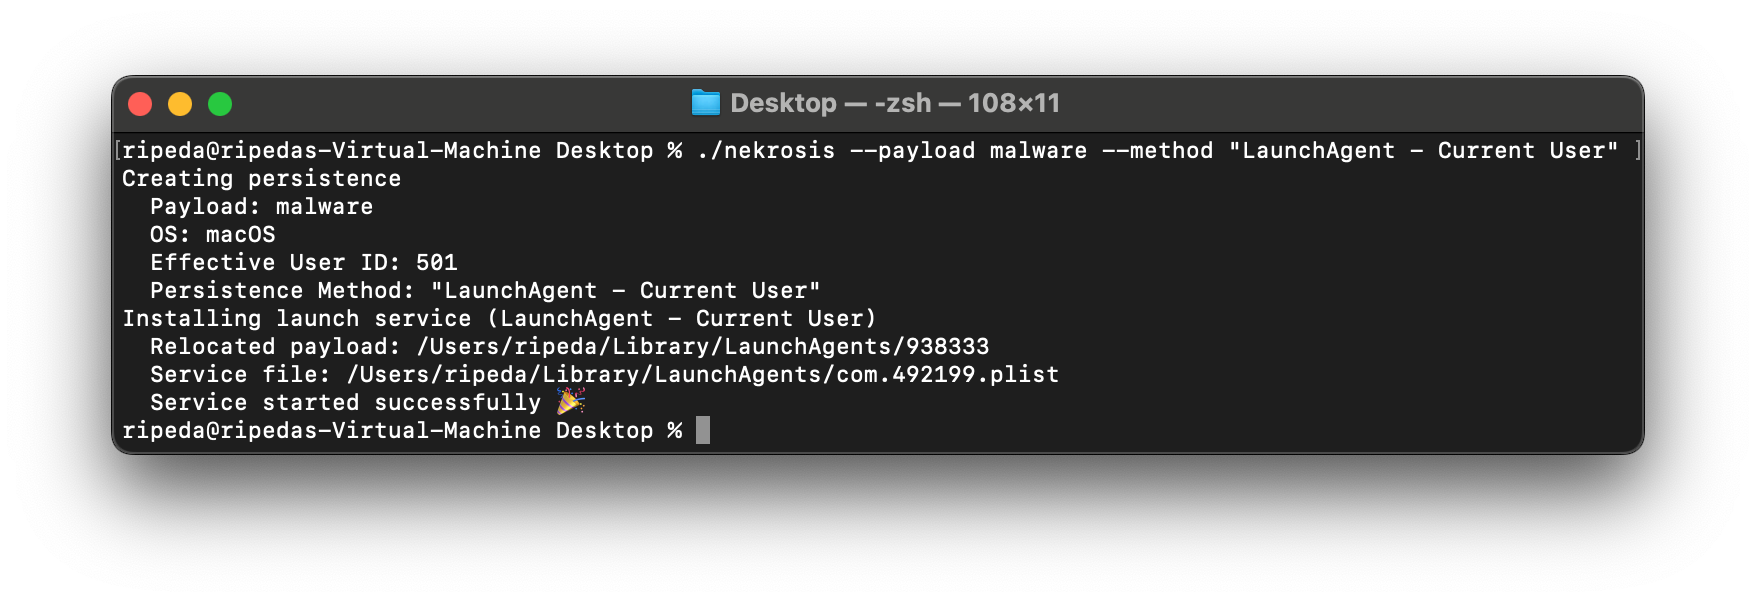 Desktop — -zsh — 108×11
[ripeda@ripedas-Virtual-Machine Desktop % ./nekrosis --payload malware --method "LaunchAgent - Current User" ]
Creating persistence
  Payload: malware
  OS: macOS
  Effective User ID: 501
  Persistence Method: "LaunchAgent - Current User"
Installing launch service (LaunchAgent - Current User)
  Relocated payload: /Users/ripeda/Library/LaunchAgents/938333
  Service file: /Users/ripeda/Library/LaunchAgents/com.492199.plist
  Service started successfully 🎉
ripeda@ripedas-Virtual-Machine Desktop %